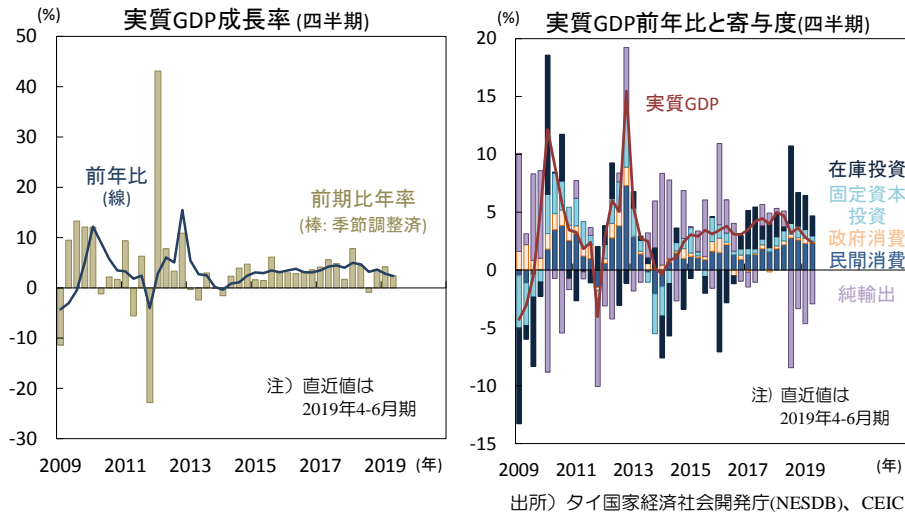 実質GDP成長率 (四半期)
(%)
50
40
30
20
10
0
-10
-20
-30
前年比
(線)
前期比年率
(棒: 季節調整済)
注）直近値は
2019年4-6月期
2009 2011 2013 2015 2017 2019 (年)
実質GDP前年比と寄与度(四半期)
(%)
20
15
10
5
0
-5
-10
-15
実質GDP
在庫投資
固定資本
投資
政府消費
民間消費
純輸出
注）直近値は
2019年4-6月期
2009 2011 2013 2015 2017 2019 (年)
出所）タイ国家経済社会開発庁(NESDB)、CEIC